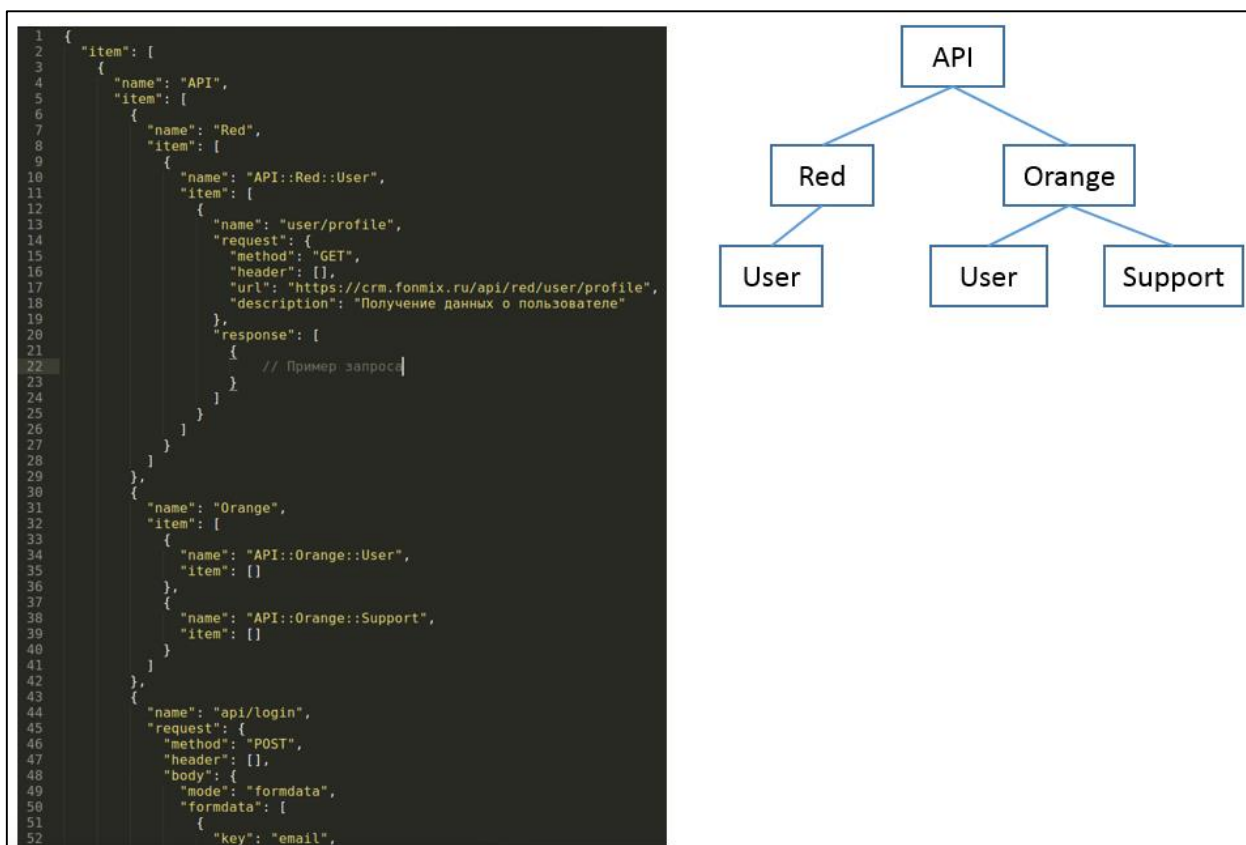 1 {
2 "item": [
3 {
4 "name": "API",
5 "item": [
6 {
7 "name": "Red",
8 "item": [
9 {
10 "name": "API::Red::User",
11 "item": [
12 {
13 "name": "user/profile",
14 "request": {
15 "method": "GET",
16 "header": [],
17 "url": "https://crm.fonmix.ru/api/red/user/profile",
18 "description": "Получение данных о пользователе"
19 },
20 "response": [
21 {
22 // Пример запроса
23 }
24 ]
25 }
26 ]
27 }
28 ]
29 },
30 {
31 "name": "Orange",
32 "item": [
33 {
34 "name": "API::Orange::User",
35 "item": []
36 },
37 {
38 "name": "API::Orange::Support",
39 "item": []
40 }
41 ]
42 },
43 {
44 "name": "api/login",
45 "request": {
46 "method": "POST",
47 "header": [],
48 "body": {
49 "mode": "formdata",
50 "formdata": [
51 {
52 "key": "email",
API
Red Orange
User User Support